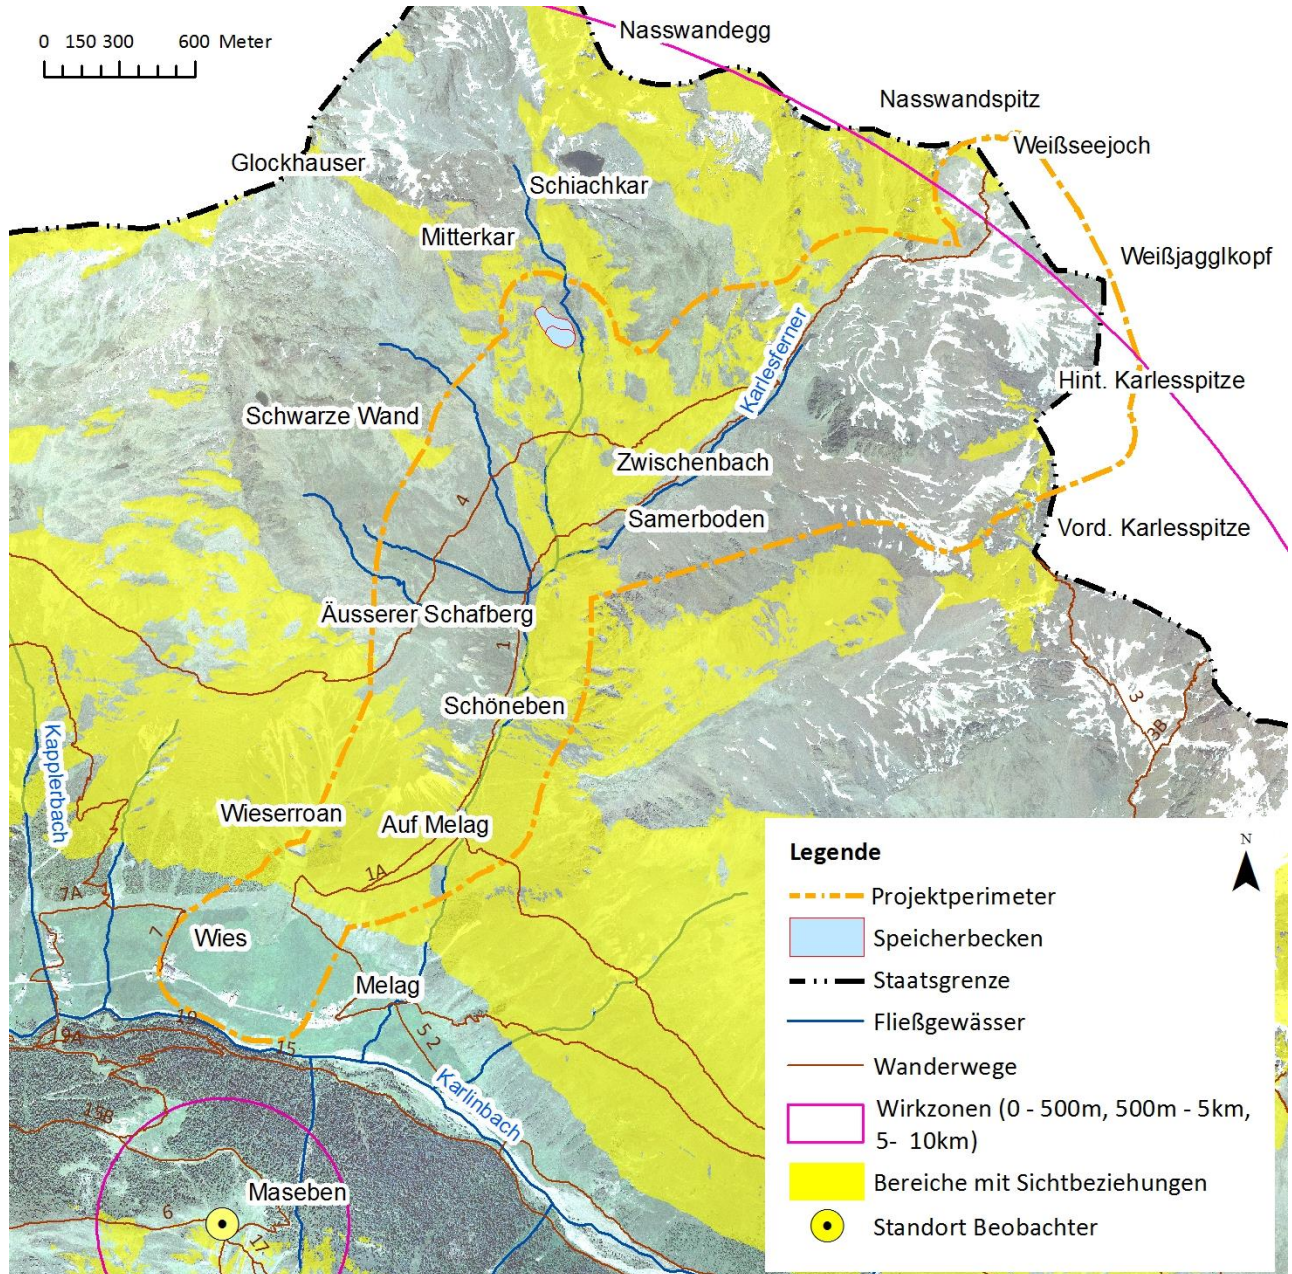 Nasswandegg
0 150 300 600 Meter
Nasswandspitz
Weißseejoch
Glockhauser
Schiachkar
Mitterkar
Weißjagglkopf
Karlesferner
Hint. Karlesspitze
Schwarze Wand
Zwischenbach
4
Samerboden
Vord. Karlesspitze
Äusserer Schafberg
1
3
Schöneben
3B
Kapplerbach
Wieserroan
Auf Melag
1A
7A
7
Wies
Melag
19
19A
15
5
2
Karlinbach
15B
Maseben
6
17
N
Legende
Projektperimeter
Speicherbecken
Staatsgrenze
Fließgewässer
Wanderwege
Wirkzonen (0 - 500m, 500m - 5km,
5- 10km)
Bereiche mit Sichtbeziehungen
Standort Beobachter